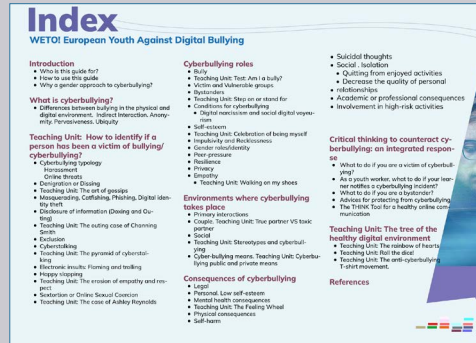 Index
WETO! European Youth Against Digital Bullying
Introduction
• Who is this guide for?
• How to use this guide
• Why a gender approach to cyberbullying?
What is cyberbullying?
• Differences between bullying in the physical and
digital environment. Indirect Interaction. Anony-
mity. Pervasiveness. Ubiquity
Teaching Unit: How to identify if a
person has been a victim of bullying/
cyberbullying?
• Cyberbullying typology
Harassment
Online threats
• Denigration or Dissing
• Teaching Unit: The art of gossips
• Masquerading, Catfishing, Phishing, Digital iden-
tity theft
• Disclosure of information (Doxing and Ou-
ting)
• Teaching Unit: The outing case of Channing
Smith
• Exclusion
• Cyberstalking
• Teaching Unit: The pyramid of cyberstal-
king
• Electronic insults: Flaming and trolling
• Happy slapping
• Teaching Unit: The erosion of empathy and res-
pect
• Sextortion or Online Sexual Coercion
• Teaching Unit: The case of Ashley Reynolds
Cyberbullying roles
• Bully
• Teaching Unit: Test: Am I a bully?
• Victim and Vulnerable groups
• Bystanders
• Teaching Unit: Step on or stand for
• Conditions for cyberbullying
• Digital narcissism and social digital voyeu-
rism
• Self-esteem
• Teaching Unit: Celebration of being myself
• Impulsivity and Recklessness
• Gender roles/identity
• Peer-pressure
• Resilience
• Privacy
• Empathy
• Teaching Unit: Walking on my shoes
Environments where cyberbullying
takes place
• Primary interactions
• Couple, Teaching Unit: True partner VS toxic
partner
• Social
• Teaching Unit: Stereotypes and cyberbull-
ying
• Cyber-bullying means. Teaching Unit: Cyberbu-
llying public and private means
Consequences of cyberbullying
• Legal
• Personal. Low self-esteem
• Mental health consequences
• Teaching Unit: The Feeling Wheel
• Physical consequences
• Self-harm
• Suicidal thoughts
• Social . Isolation
• Quitting from enjoyed activities
• Decrease the quality of personal
• relationships
• Academic or professional consequences
• Involvement in high-risk activities
Critical thinking to counteract cy-
berbullying: an integrated respon-
se
• What to do if you are a victim of cyberbull-
ying?
• As a youth worker, what to do if your lear-
ner notifies a cyberbullying incident?
• What to do if you are a bystander?
• Advices for protecting from cyberbullying
• The THINK Tool for a healthy online com-
munication
Teaching Unit: The tree of the
healthy digital environment
• Teaching Unit: The rainbow of hearts
• Teaching Unit: Roll the dice!
• Teaching Unit: The anti-cyberbullying
T-shirt movement.
References